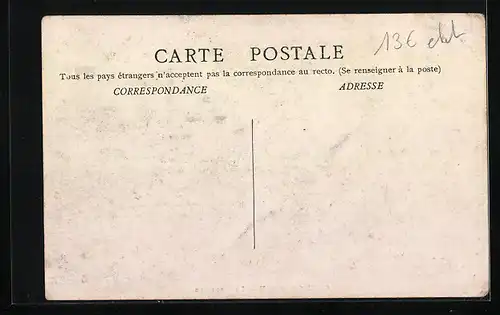 13€
CARTE POSTALE
Tous les pays étrangers n'acceptent pas la correspondance au recto. (Se renseigner à la poste)
CORRESPONDANCE ADRESSE